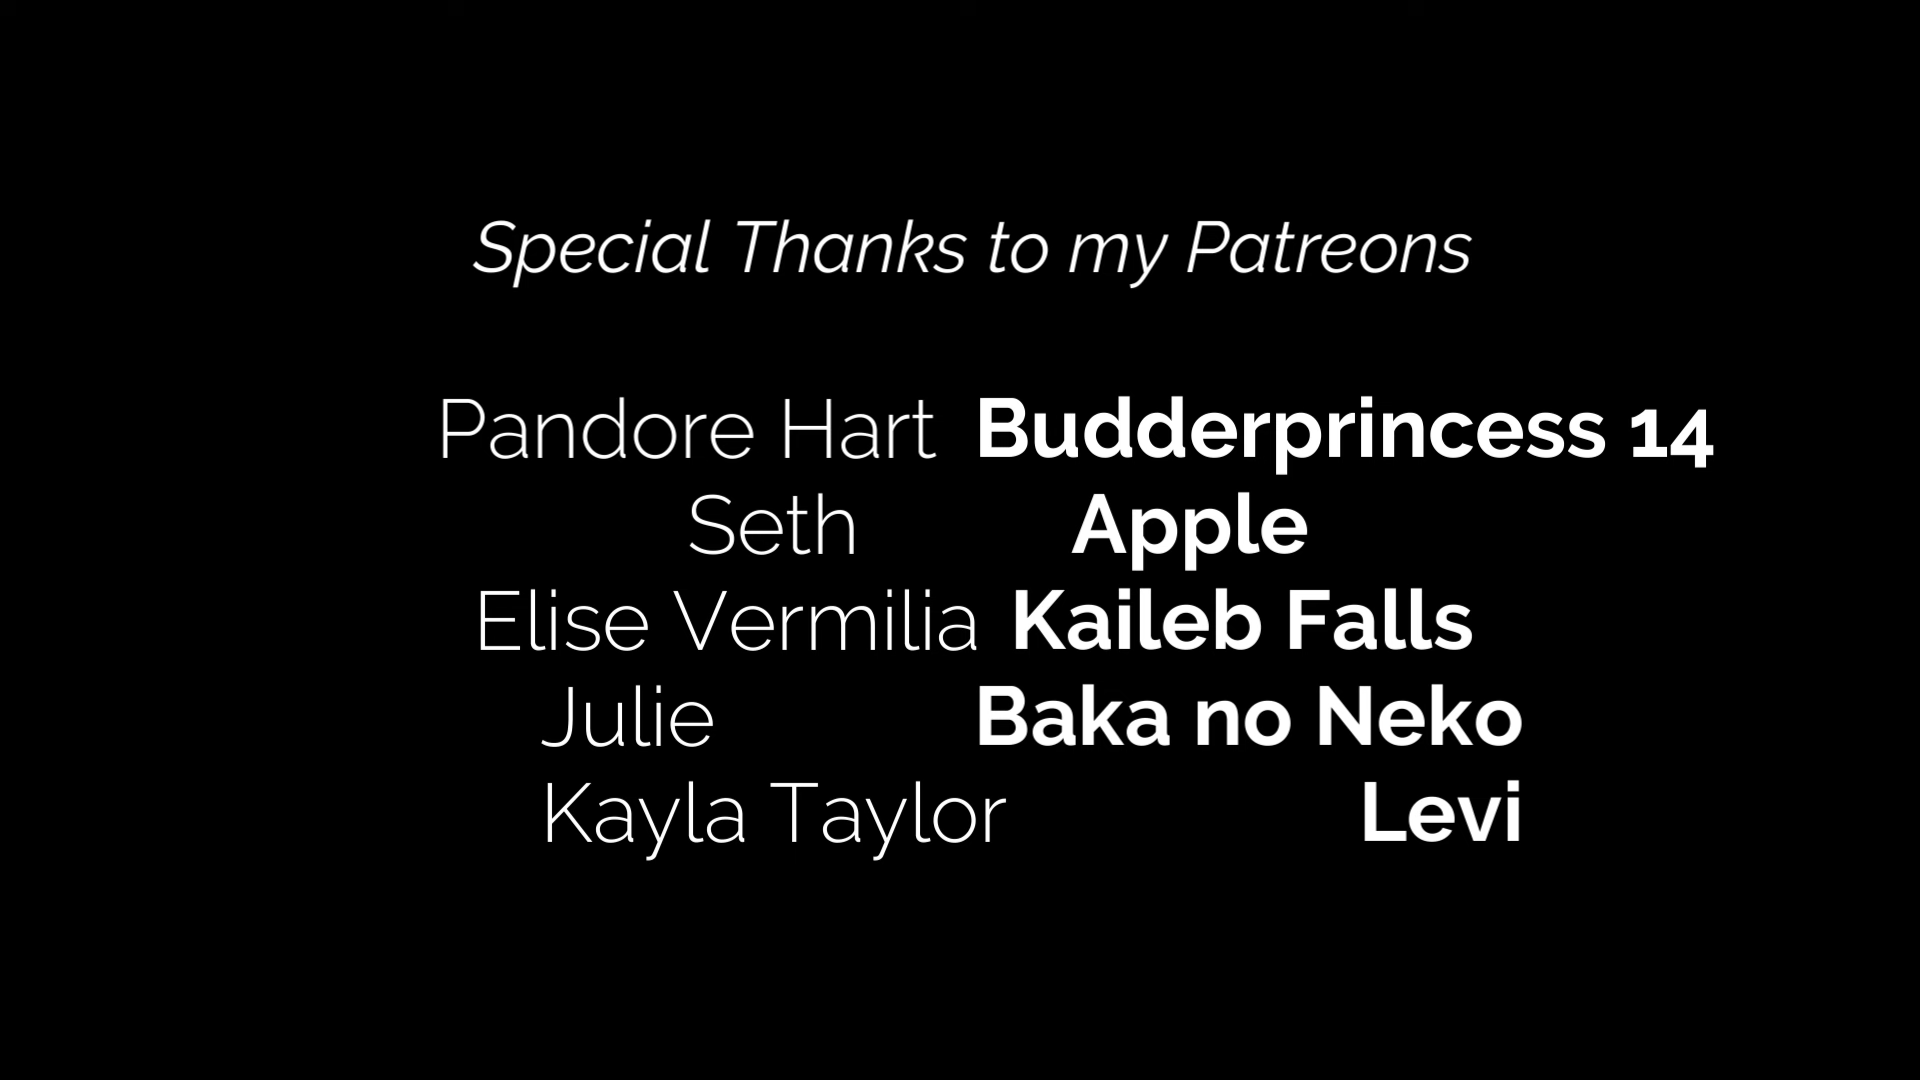 Special Thanks to my Patreons
Pandore Hart Budderprincess 14
Seth Apple
Elise Vermilia Kaileb Falls
Julie Baka no Neko
Kayla Taylor Levi